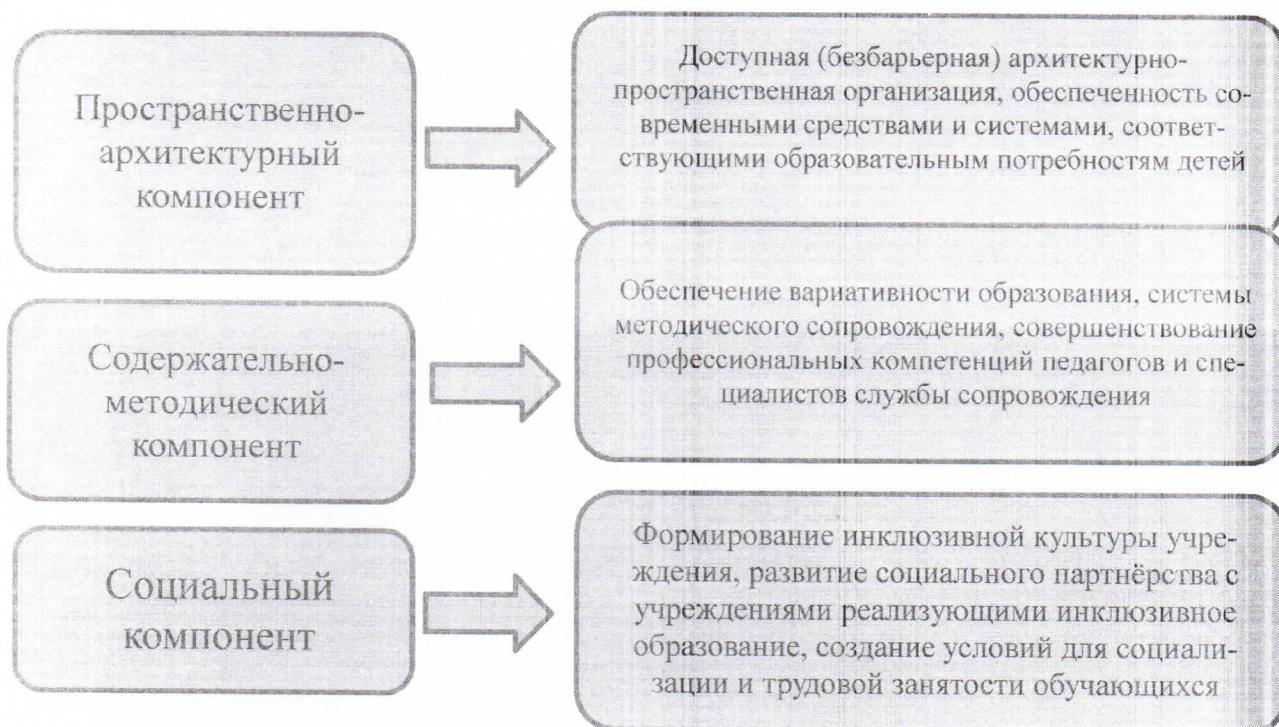 Пространственно-
архитектурный
компонент
Доступная (безбарьерная) архитектурно-
пространственная организация, обеспеченность со-
временными средствами и системами, соответ-
ствующими образовательным потребностям детей
Содержательно-
методический
компонент
Обеспечение вариативности образования, системы
методического сопровождения, совершенствование
профессиональных компетенций педагогов и спе-
циалистов службы сопровождения
Социальный
компонент
Формирование инклюзивной культуры учре-
ждения, развитие социального партнёрства с
учреждениями реализующими инклюзивное
образование, создание условий для социали-
зации и трудовой занятости обучающихся